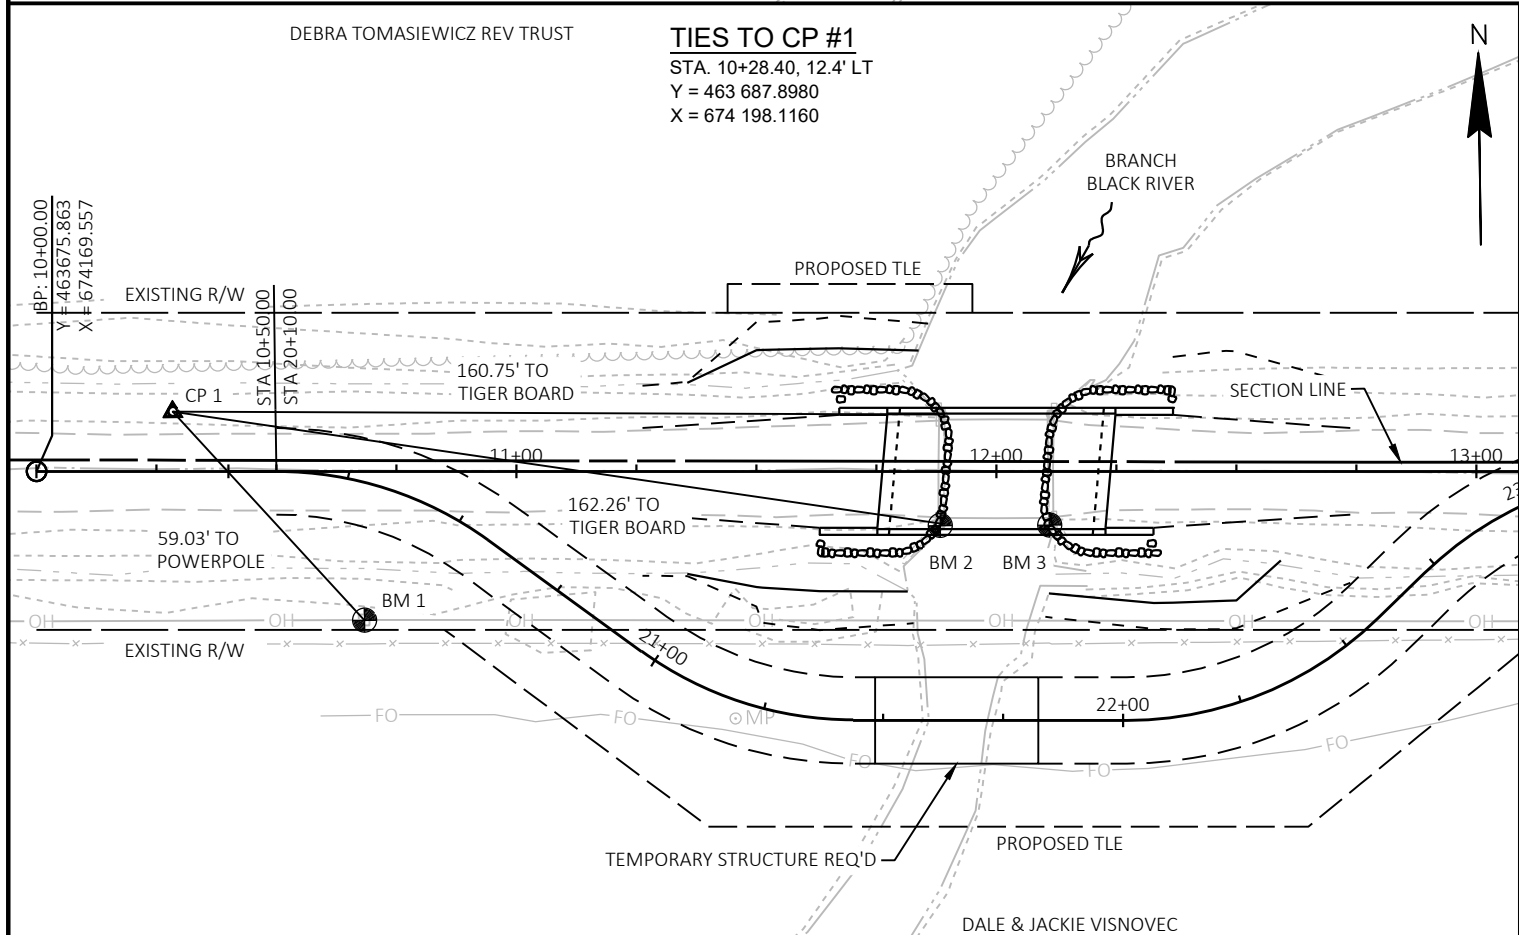 DEBRA TOMASIEWICZ REV TRUST
TIES TO CP #1
STA. 10+28.40, 12.4' LT
Y = 463 687.8980
X = 674 198.1160
N
BRANCH
BLACK RIVER
BP: 10+00.00
Y = 463675.863
X = 674169.557
EXISTING R/W
PROPOSED TLE
STA 10+50.00
STA 20+10.00
160.75' TO
TIGER BOARD
CP 1
SECTION LINE
11+00
12+00
13+00
162.26' TO
TIGER BOARD
59.03' TO
POWERPOLE
BM 2
BM 3
BM 1
OH
OH
OH
OH
OH
OH
OH
EXISTING R/W
21+00
22+00
23
FO
FO
MP
FO
FO
FO
TEMPORARY STRUCTURE REQ'D
PROPOSED TLE
DALE & JACKIE VISNOVEC